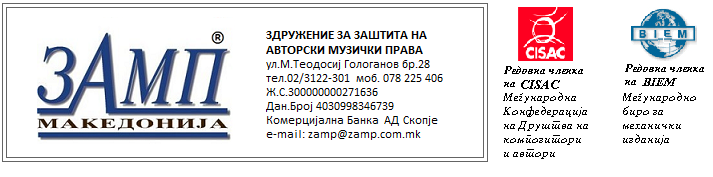 ЗАМП®
МАКЕДОНИЈА
ЗДРУЖЕНИЕ ЗА ЗАШТИТА НА
АВТОРСКИ МУЗИЧКИ ПРАВА
ул.М.Теодосиј Гологанов бр.28
тел.02/3122-301 моб. 078 225 406
Ж.С.300000000271636
Дан.Број 4030998346739
Комерцијална Банка АД Скопје
e-mail: zamp@zamp.com.mk
CISAC
Редовна членка
на CISAC
Меѓународна
Конфедерација
на Друштва на
композитори
и автори
BIEM
Редовна членка
на BIEM
Меѓународно
биро за
механички
изданија